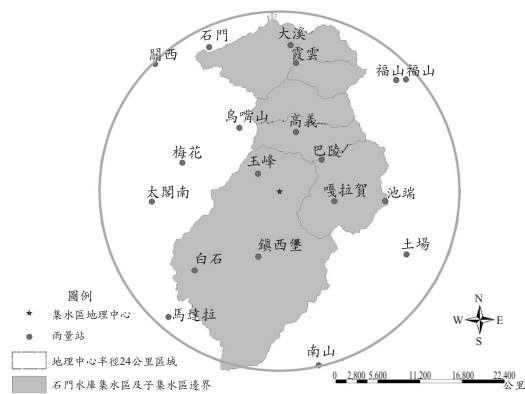 石門
大溪
霞雲
關西
福山福山
烏嘴山
高義
巴陵
梅花
玉峰
太閣南
嘎拉賀
池端
鎮西堡
土場
白石
馬達拉
南山
圖例
集水區地理中心
雨量站
地理中心半徑24公里區域
石門水庫集水區及子集水區邊界
N
W E
S
0 2,800 5,600 11,200 16,800 22,400
公里